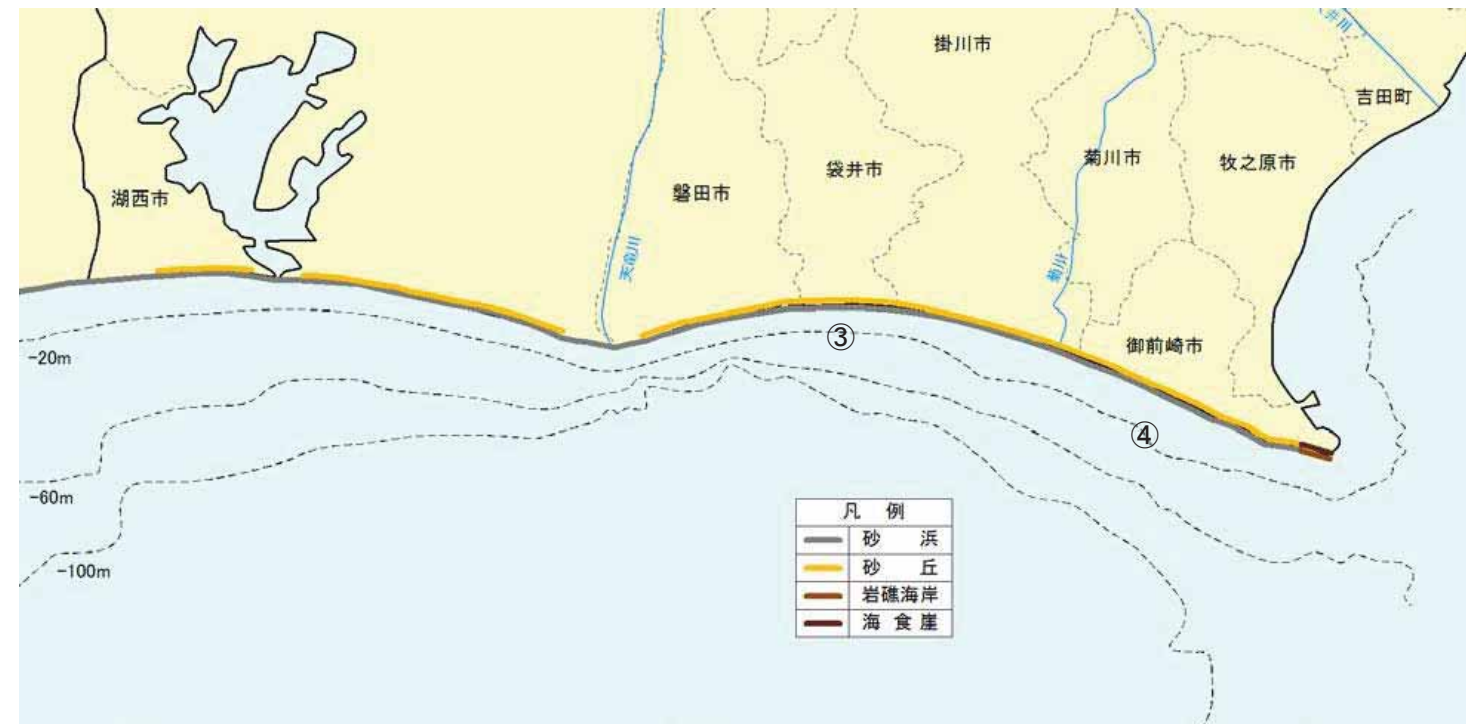 井川
掛川市
吉田町
菊川市
牧之原市
袋井市
磐田市
湖西市
天竜川
菊川
③
御前崎市
-20m
④
-60m
凡 例
砂 浜
砂 丘
岩礁海岸
海 食 崖
-100m